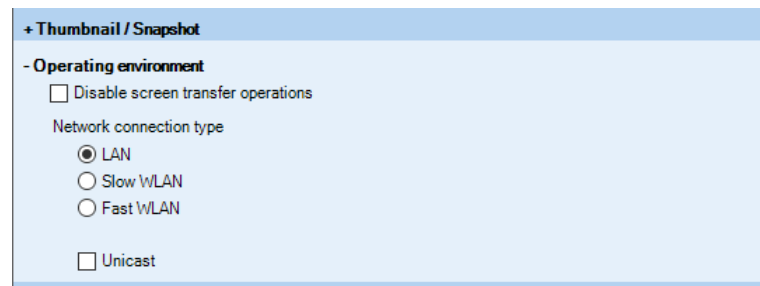 + Thumbnail / Snapshot
- Operating environment
Disable screen transfer operations
Network connection type
LAN
Slow WLAN
Fast WLAN
Unicast